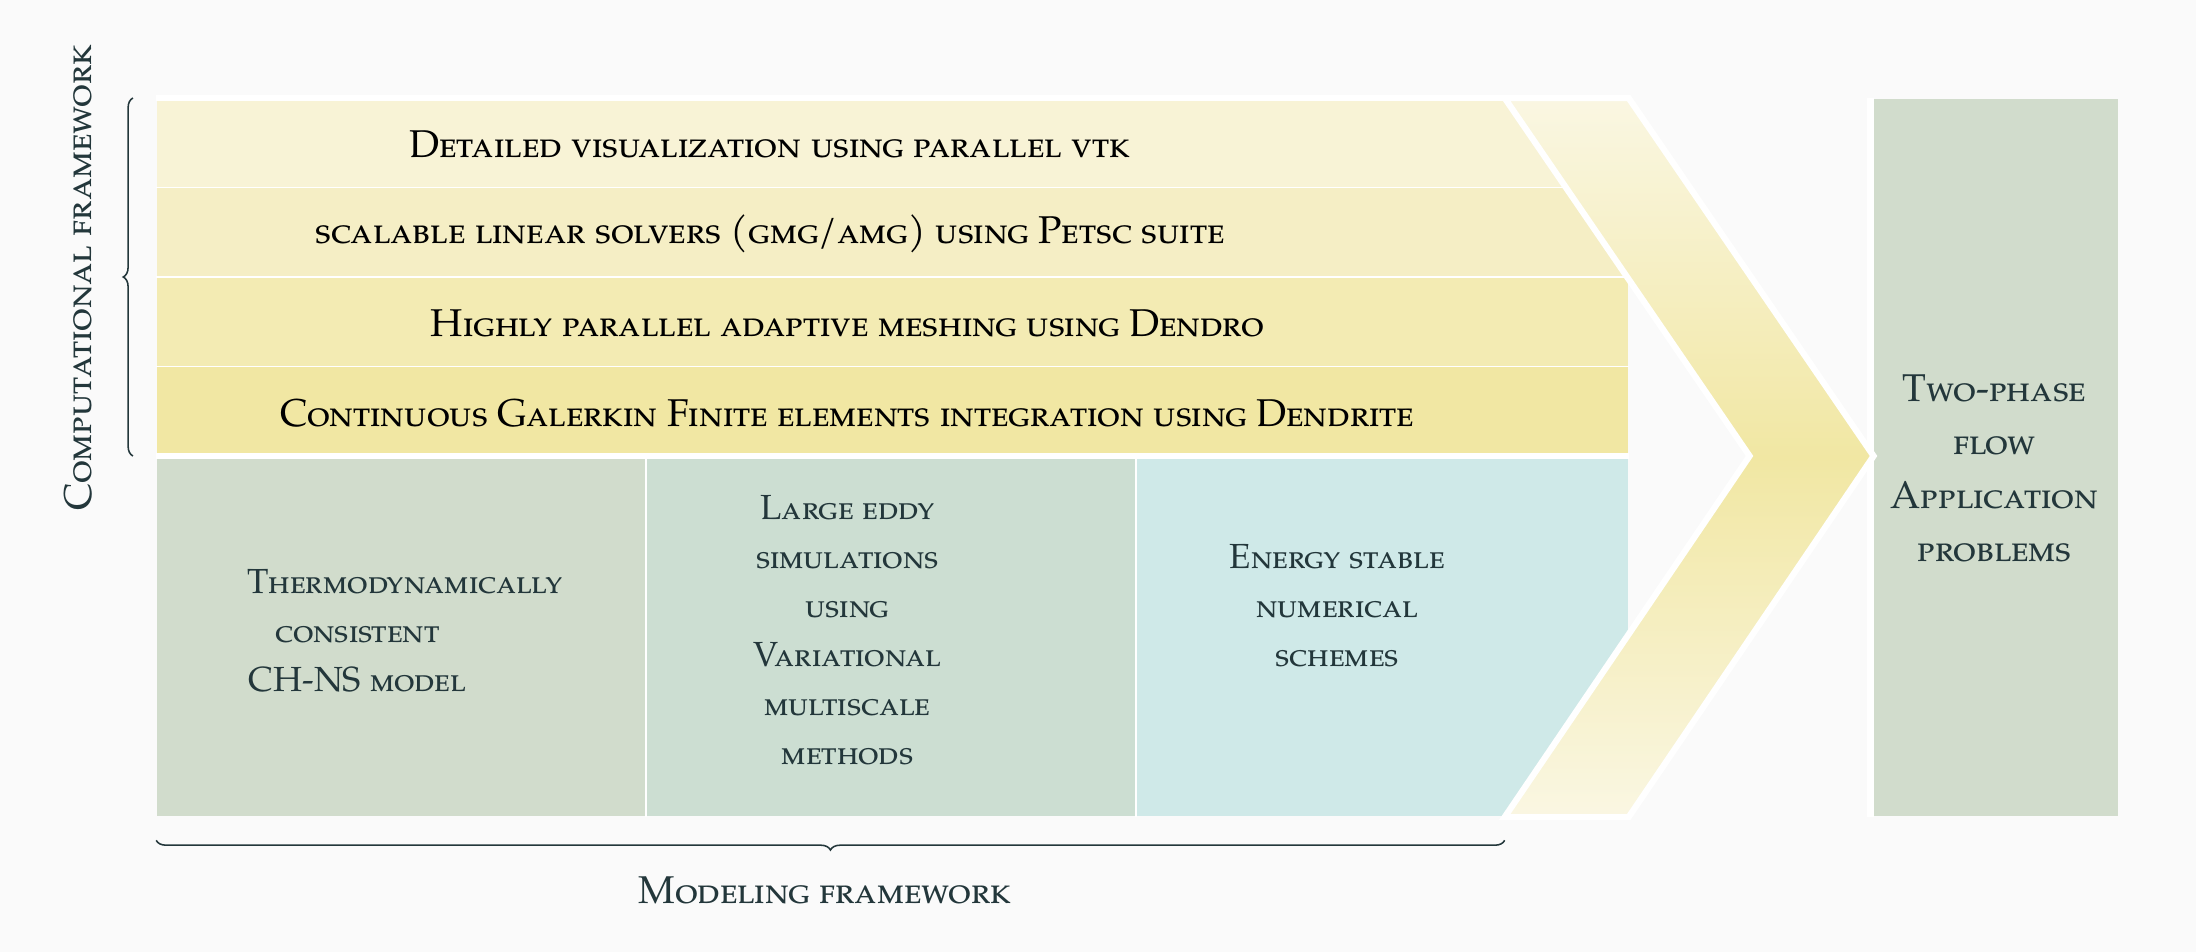 Computational framework
Detailed visualization using parallel vtk
scalable linear solvers (gmg/amg) using Petsc suite
Highly parallel adaptive meshing using Dendro
Continuous Galerkin Finite elements integration using Dendrite
Thermodynamically
consistent
CH-NS model
Large eddy
simulations
using
Variational
multiscale
methods
Energy stable
numerical
schemes
Modeling framework
Two-phase
flow
Application
problems